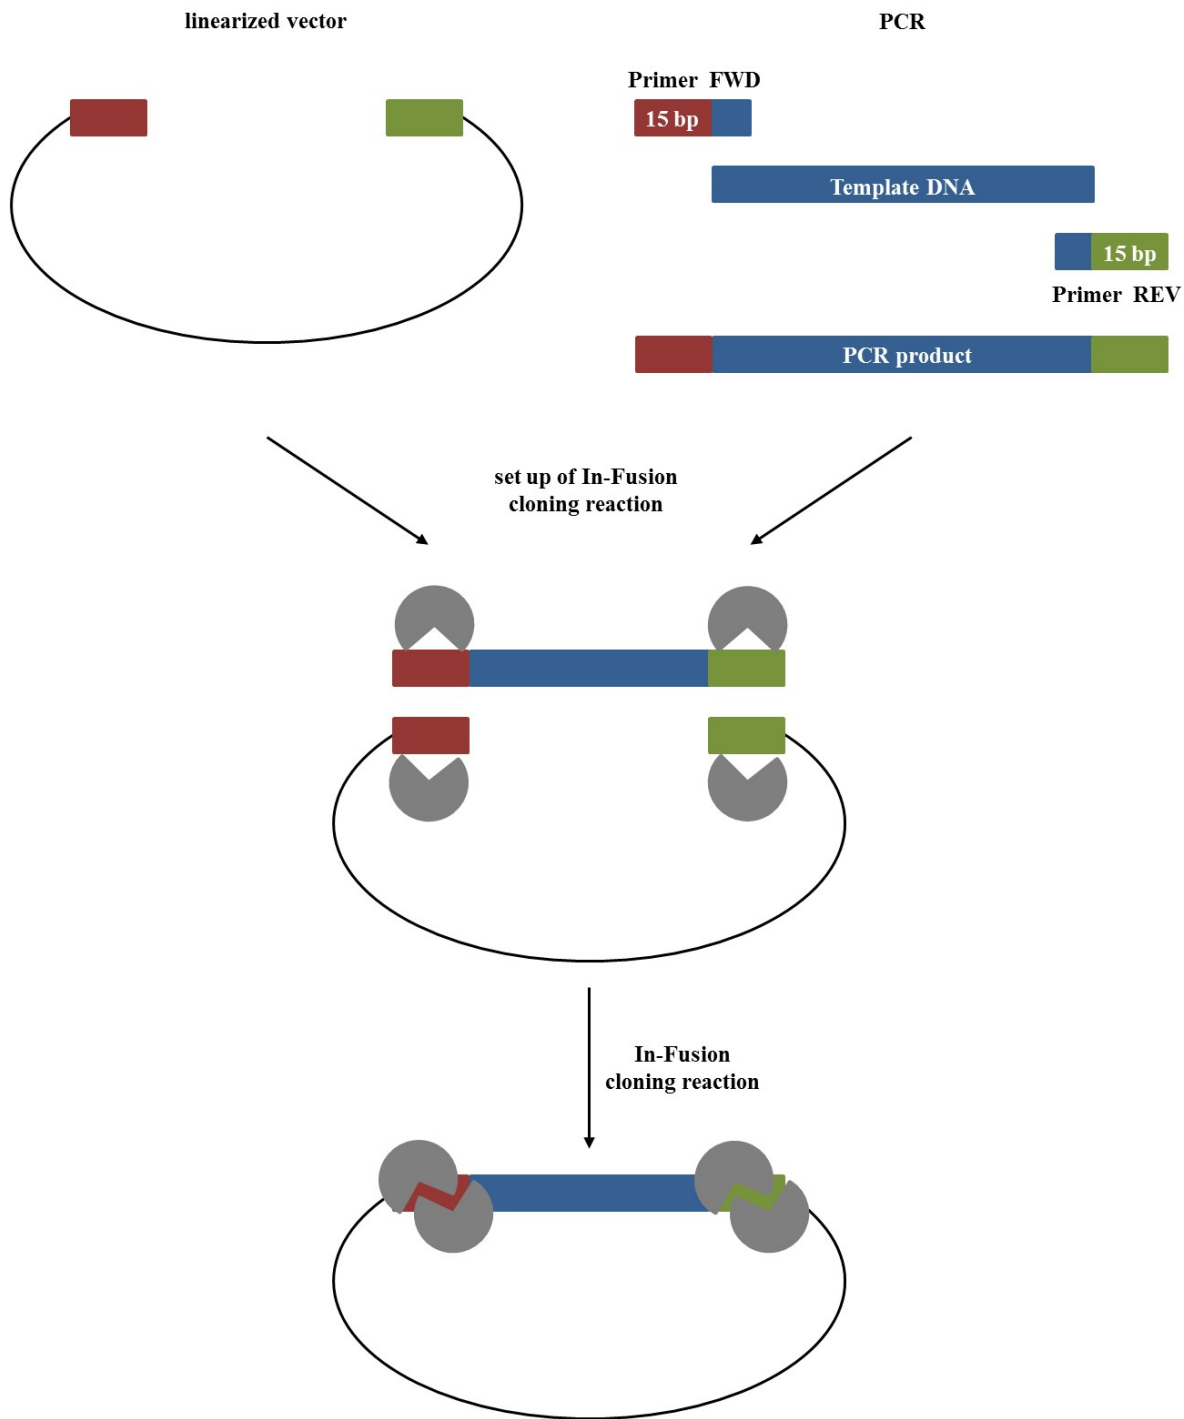 linearized vector
PCR
Primer FWD
15 bp
Template DNA
15 bp
Primer REV
PCR product
set up of In-Fusion
cloning reaction
In-Fusion
cloning reaction